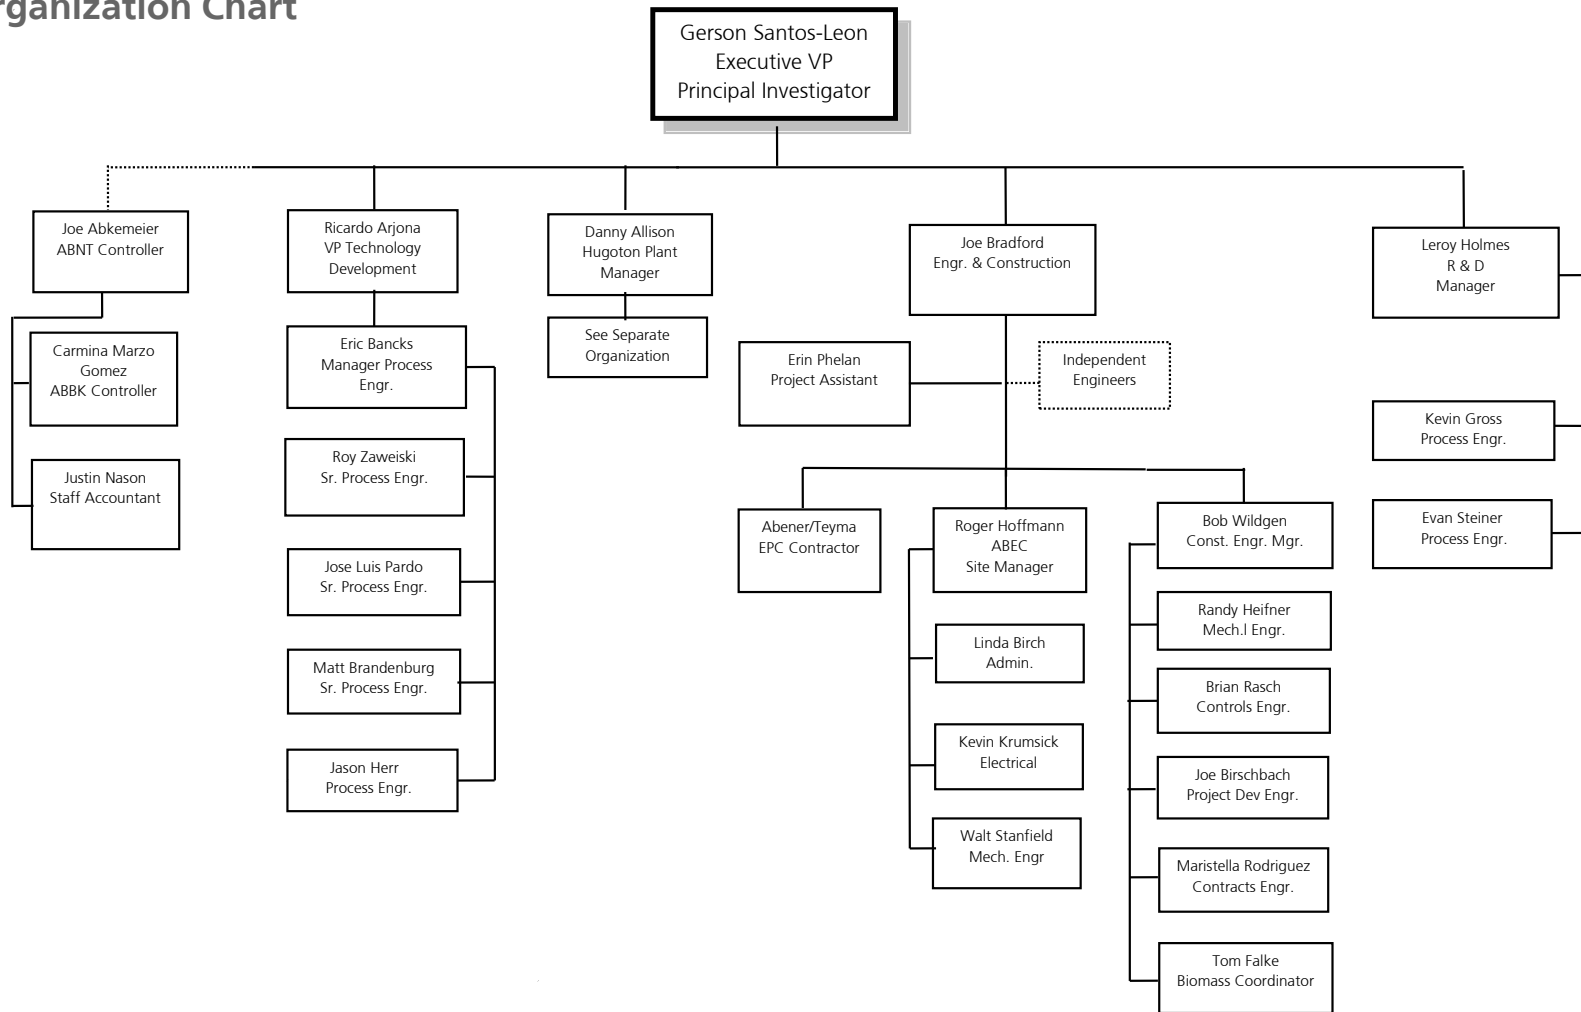 rganization Chart
Gerson Santos-Leon
Executive VP
Principal Investigator
Joe Abkemeier
ABNT Controller
Carmina Marzo
Gomez
ABBK Controller
Justin Nason
Staff Accountant
Ricardo Arjona
VP Technology
Development
Eric Bancks
Manager Process
Engr.
Roy Zaweiski
Sr. Process Engr.
Jose Luis Pardo
Sr. Process Engr.
Matt Brandenburg
Sr. Process Engr.
Jason Herr
Process Engr.
Danny Allison
Hugoton Plant
Manager
See Separate
Organization
Joe Bradford
Engr. & Construction
Erin Phelan
Project Assistant
Independent
Engineers
Abener/Teyma
EPC Contractor
Roger Hoffmann
ABEC
Site Manager
Linda Birch
Admin.
Kevin Krumsick
Electrical
Walt Stanfield
Mech. Engr
Bob Wildgen
Const. Engr. Mgr.
Randy Heifner
Mech.l Engr.
Brian Rasch
Controls Engr.
Joe Birschbach
Project Dev Engr.
Maristella Rodriguez
Contracts Engr.
Tom Falke
Biomass Coordinator
Leroy Holmes
R & D
Manager
Kevin Gross
Process Engr.
Evan Steiner
Process Engr.